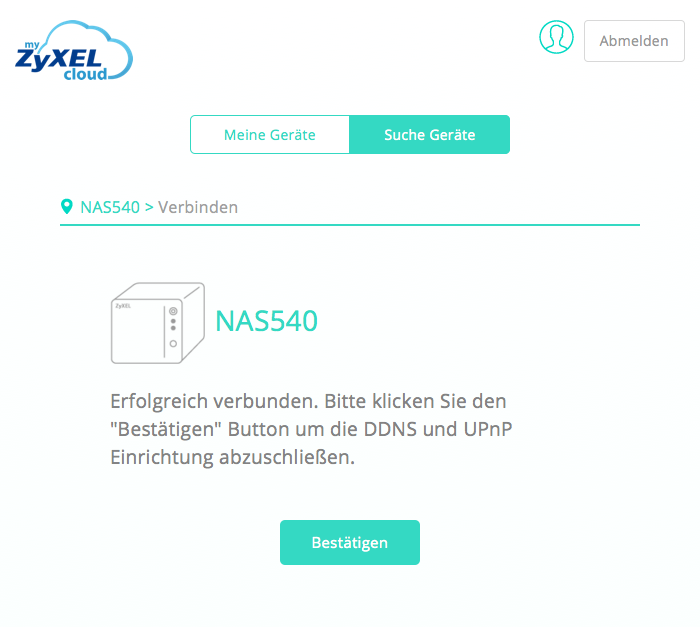 my
ZyXEL
cloud
Abmelden
Meine Geräte
Suche Geräte
NAS540 > Verbinden
ZyXEL
NAS540
Erfolgreich verbunden. Bitte klicken Sie den
"Bestätigen" Button um die DDNS und UPnP
Einrichtung abzuschließen.
Bestätigen